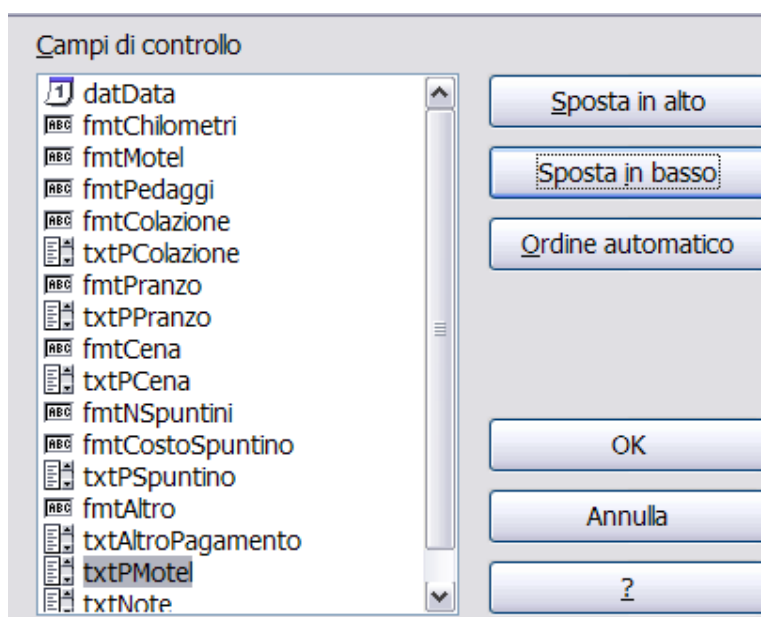 Campi di controllo
datData
fmtChilometri
fmtMotel
fmtPedaggi
fmtColazione
txtPColazione
fmtPranzo
txtPPranzo
fmtCena
txtPCena
fmtNSpuntini
fmtCostoSpuntino
txtPSpuntino
fmtAltro
txtAltroPagamento
txtPMotel
txtNote
Sposta in alto
Sposta in basso
Ordine automatico
OK
Annulla
?